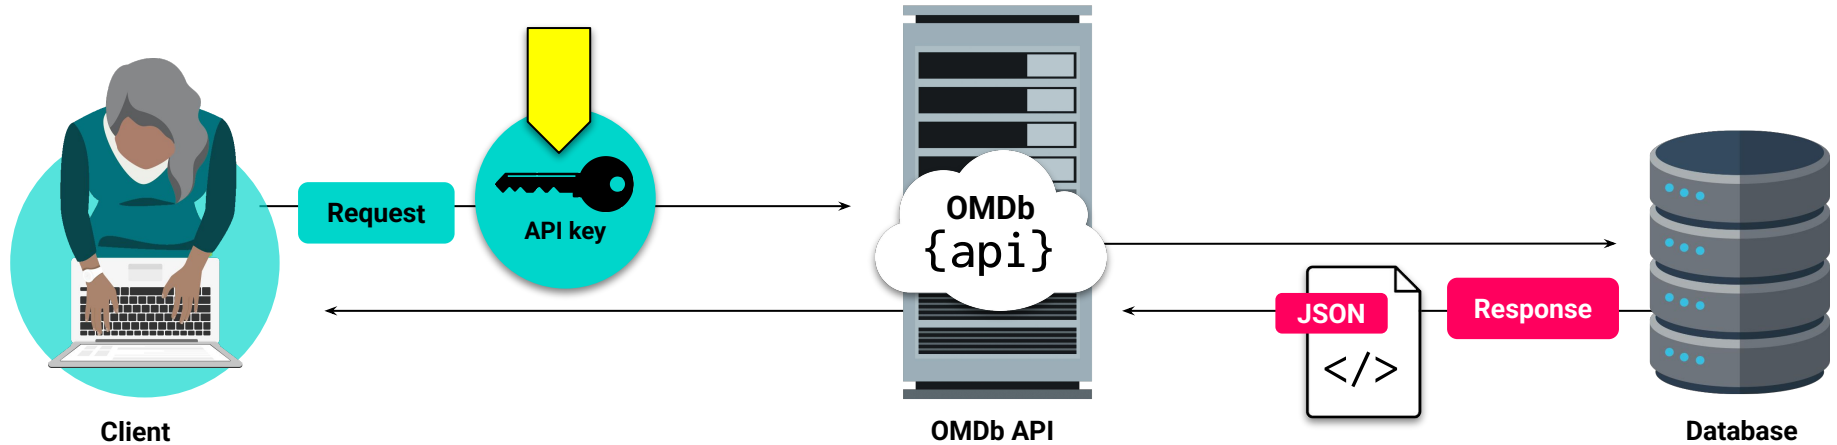 Request
API key
OMDb
{api}
JSON
</>
Response
Client
OMDb API
Database